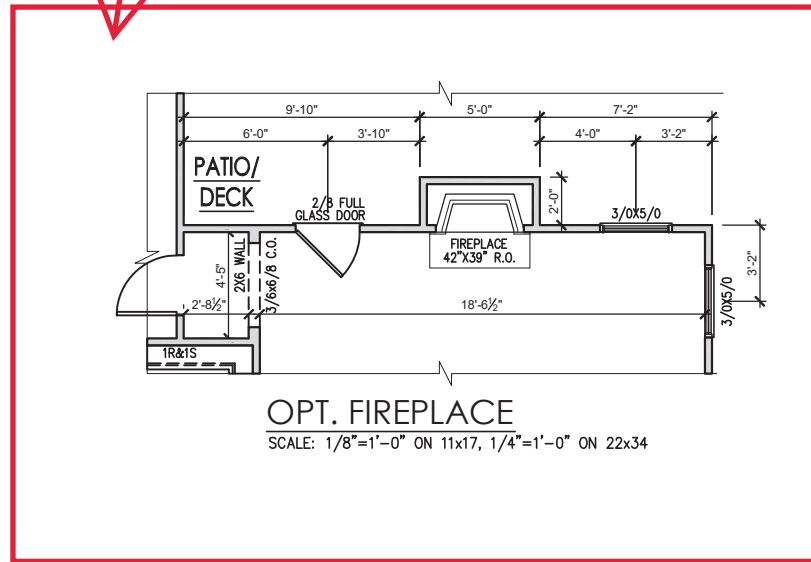 9'-10"
5'-0"
7'-2"
6'-0"
3'-10"
4'-0"
3'-2"
PATIO/
DECK
2/8 FULL
GLASS DOOR
2'-0"
3/0X5/0
FIREPLACE
42"X39" R.O.
2X6 WALL
3/6x6/8 C.O.
4'-5"
3'-2"
2'-8½"
18'-6½"
3/0X5/0
1R&1S
OPT. FIREPLACE
SCALE: 1/8"=1'-0" ON 11x17, 1/4"=1'-0" ON 22x34